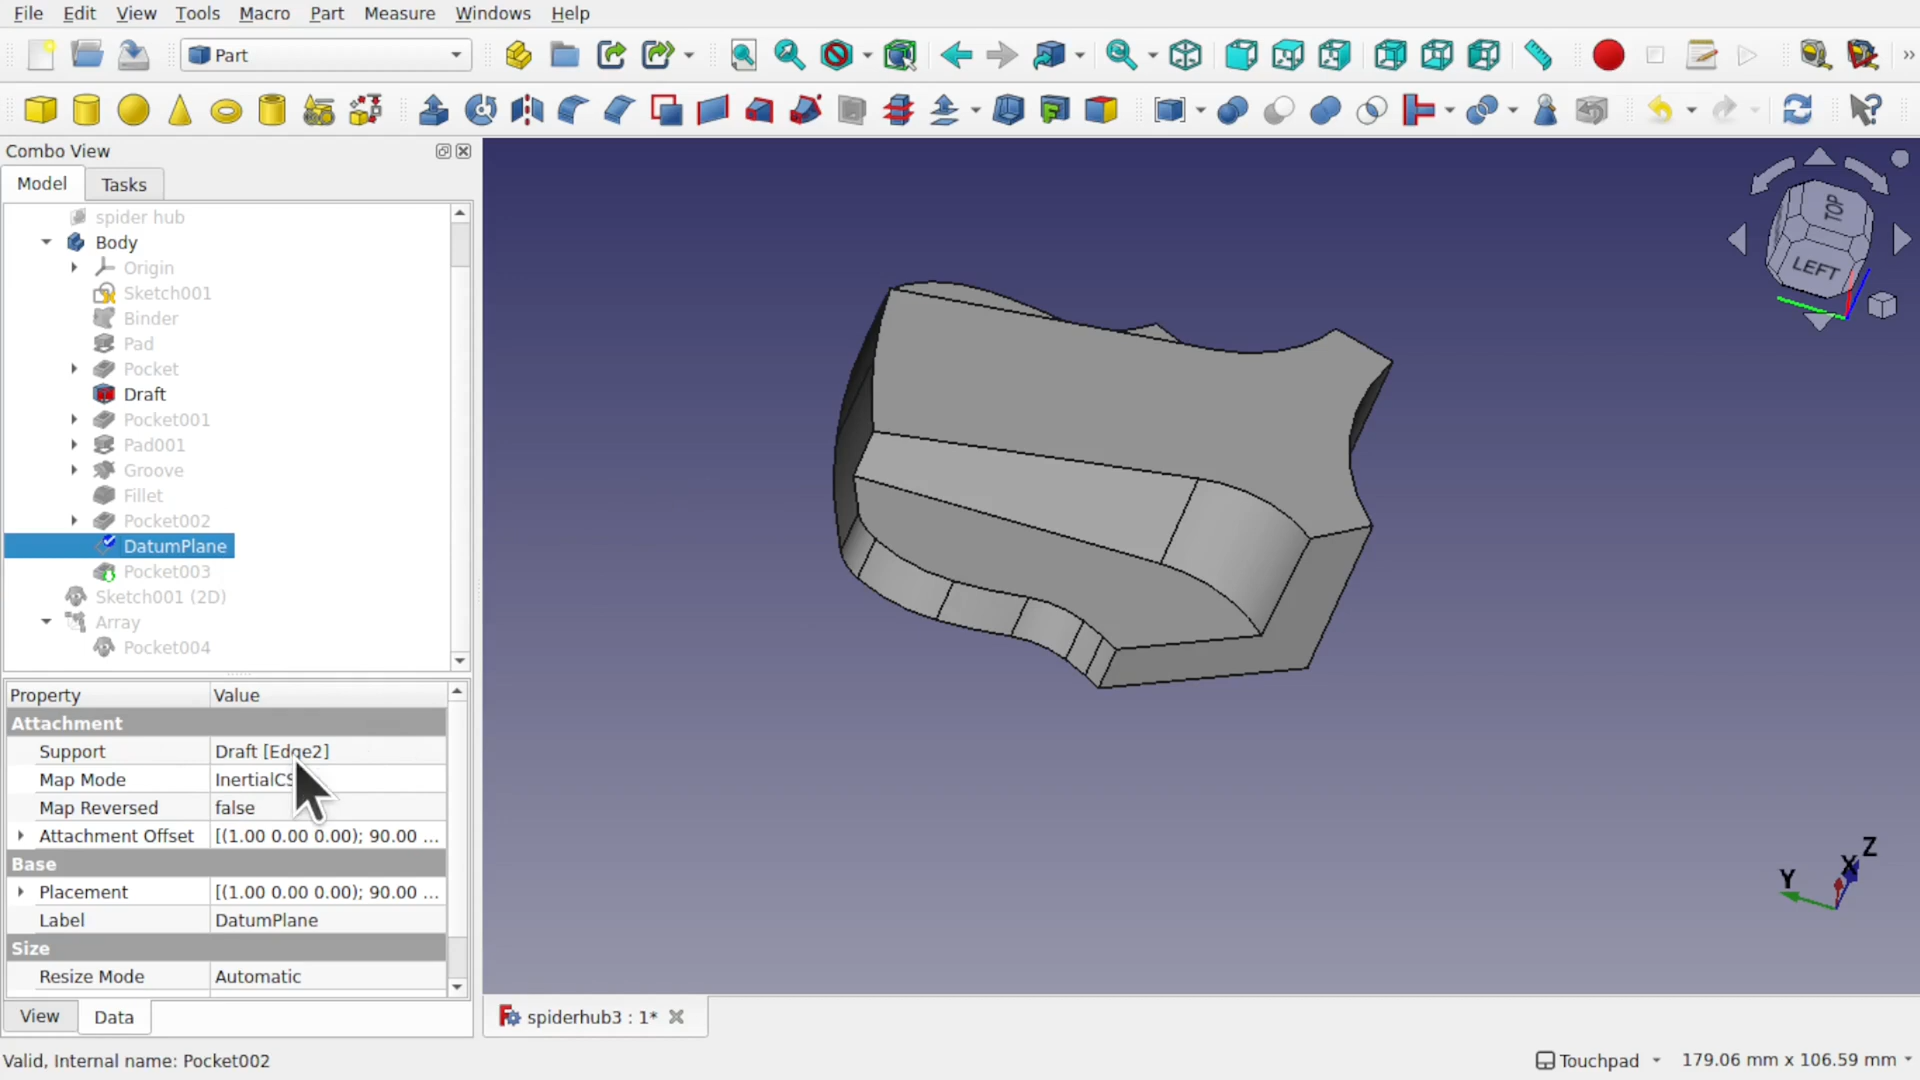 File Edit View Tools Macro Part Measure Windows Help
Part
Combo View
Model Tasks
spider hub
Body
Origin
Sketch001
Binder
Pad
Pocket
Draft
Pocket001
Pad001
Groove
Fillet
Pocket002
DatumPlane
Pocket003
Sketch001 (2D)
Array
Pocket004
Property Value
Attachment
Support Draft [Edge2]
Map Mode InertialCS
Map Reversed false
Attachment Offset [(1.00 0.00 0.00); 90.00 ...
Base
Placement [(1.00 0.00 0.00); 90.00 ...
Label DatumPlane
Size
Resize Mode Automatic
View Data
TOP
LEFT
Z
X
Y
spiderhub3 : 1*
Valid, Internal name: Pocket002
Touchpad 179.06 mm x 106.59 mm